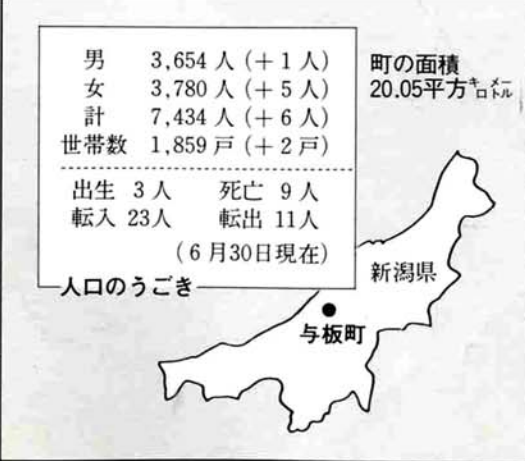 男 3,654人(+1人)
女 3,780人(+5人)
計 7,434人(+6人)
世帯数 1,859戸(+2戸)
出生 3人 死亡 9人
転入 23人 転出 11人
(6月30日現在)
人口のうごき
町の面積
20.05平方キロメートル
新潟県
与板町